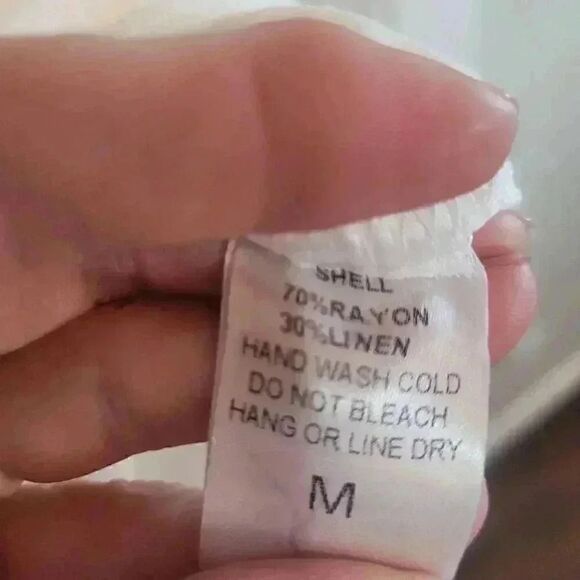 SHELL
70%RAYON
30%LINEN
HAND WASH COLD
DO NOT BLEACH
HANG OR LINE DRY
M